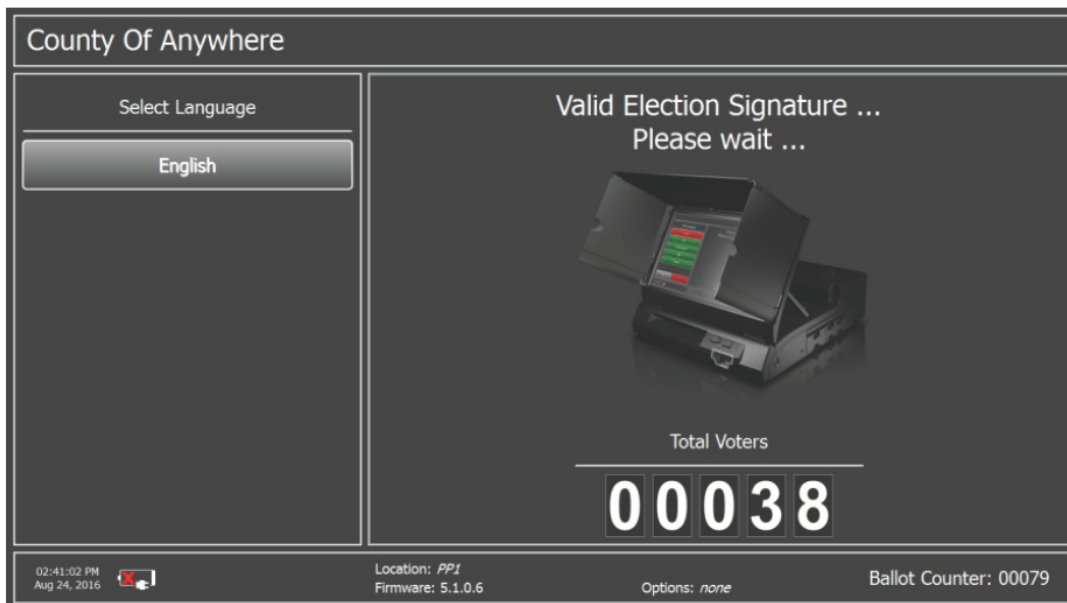 County Of Anywhere
Select Language
English
Valid Election Signature ...
Please wait ...
Total Voters
00038
02:41:02 PM
Aug 24, 2016
Location: PP1
Firmware: 5.1.0.6
Options: none
Ballot Counter: 00079